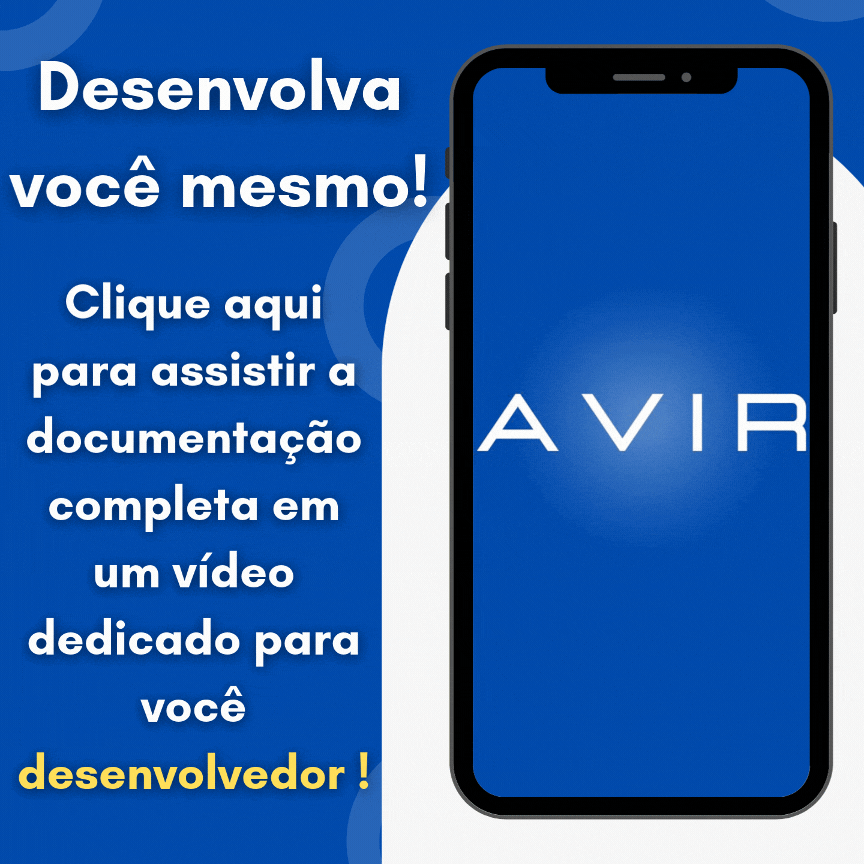 Desenvolva
você mesmo!
Clique aqui
para assistir a
documentação
completa em
um vídeo
dedicado para
você
desenvolvedor !
AVIR